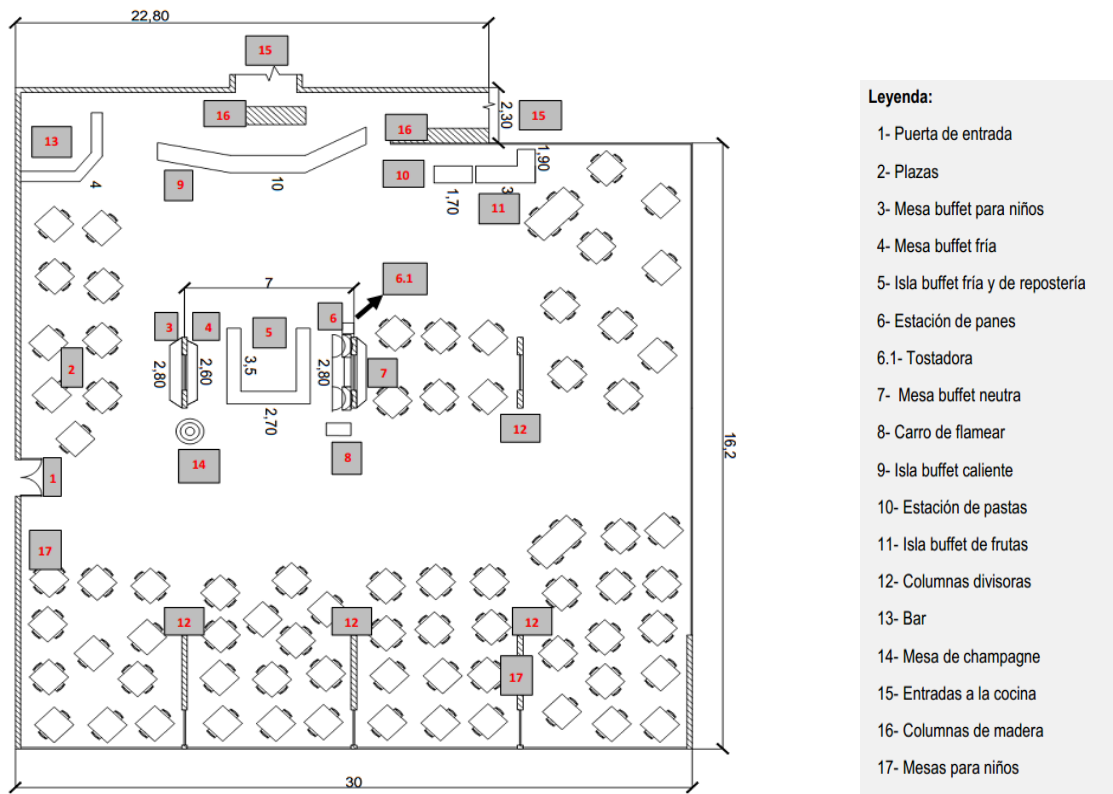 22,80
15
16
2,30
15
16
13
1,90
4
9
10
10
1,70
3
11
7
6.1
3
4
5
6
2,80
2,60
3,5
2,80
7
2
2,70
12
16,2
14
8
1
17
12
12
12
17
30
Leyenda:
1- Puerta de entrada
2- Plazas
3- Mesa buffet para niños
4- Mesa buffet fría
5- Isla buffet fría y de repostería
6- Estación de panes
6.1- Tostadora
7- Mesa buffet neutra
8- Carro de flamear
9- Isla buffet caliente
10- Estación de pastas
11- Isla buffet de frutas
12- Columnas divisoras
13- Bar
14- Mesa de champagne
15- Entradas a la cocina
16- Columnas de madera
17- Mesas para niños